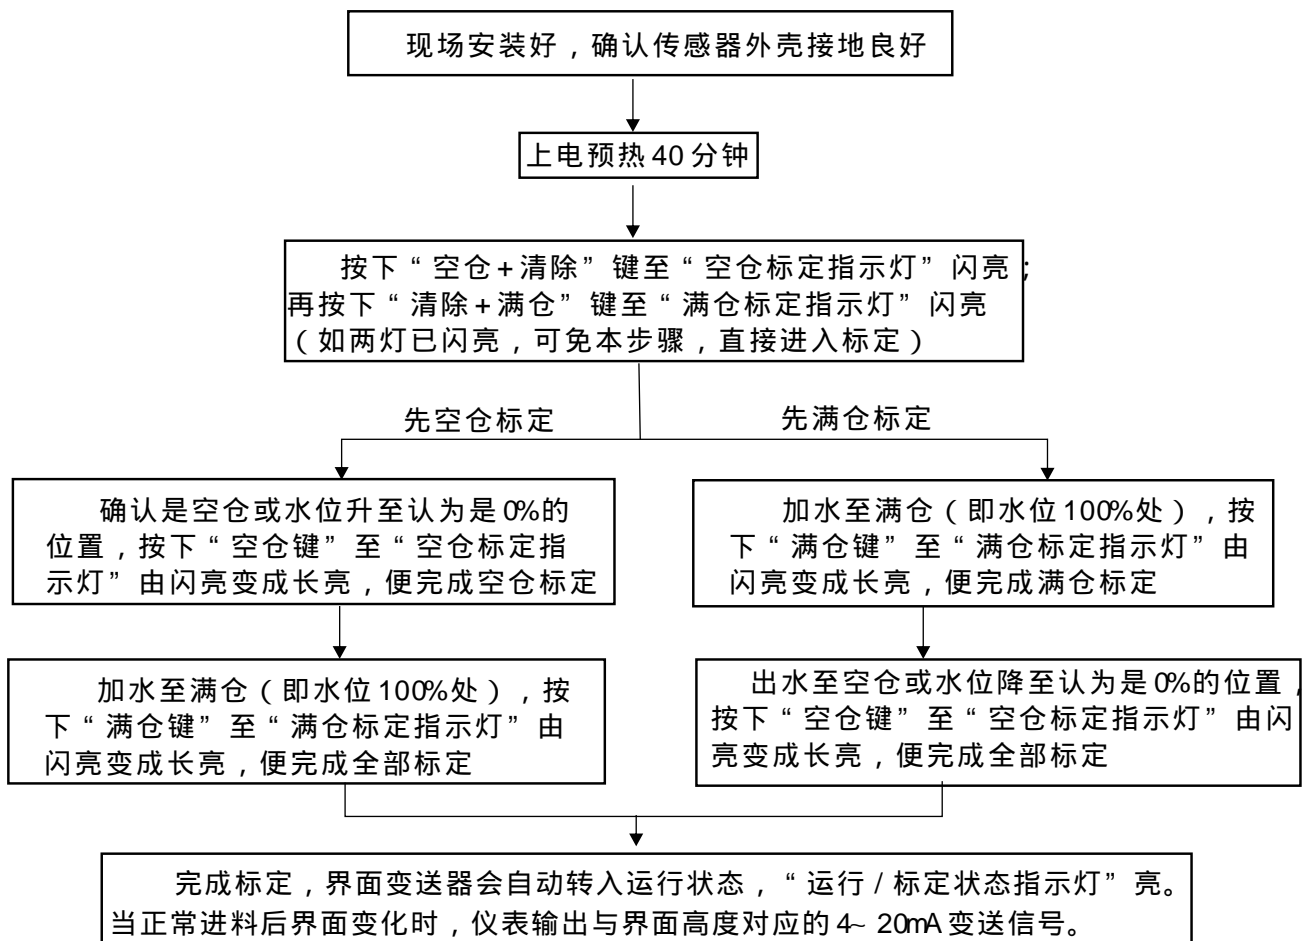 现场安装好，确认传感器外壳接地良好
上电预热40分钟
按下“空仓+清除”键至“空仓标定指示�”闪亮；
再按下“清除+满仓”键至“满仓标定指示灯”闪亮
（如两灯已闪亮，可免本步骤，直接进入标定）
先空仓标定
先满仓标定
确认是空仓或水位升至认为是0%的
位置，按下“空仓键”至“空仓标定指
示灯”由闪亮变成长亮，便完成空仓标定
加水至满仓（即水位100%处），按
下“满仓键”至“满仓标定指示灯”由
闪亮变成长亮，便完成满仓标定
加水至满仓（即水位100%处），按
下“满仓键”至“满仓标定指示灯”由
闪亮变成长亮，便完成全部标定
出水至空仓或水位降至认为是0%的位置，
按下“空仓键”至“空仓标定指示灯”由闪
亮变成长亮，便完成全部标定
完成标定，界面变送器会自动转入运行状态，“运行/标定状态指示灯”亮。
当正常进料后界面变化时，仪表输出与界面高度对应的4~20mA变送信号。